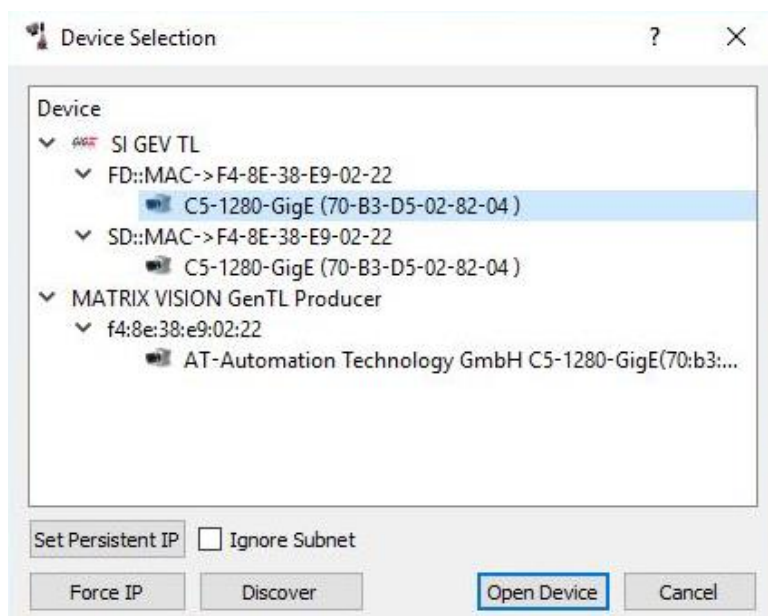 Device Selection
?
Device
SI GEV TL
FD::MAC->F4-8E-38-E9-02-22
C5-1280-GigE (70-B3-D5-02-82-04 )
SD::MAC->F4-8E-38-E9-02-22
C5-1280-GigE (70-B3-D5-02-82-04 )
MATRIX VISION GenTL Producer
f4:8e:38:e9:02:22
AT-Automation Technology GmbH C5-1280-GigE(70:b3:...
Set Persistent IP Ignore Subnet
Force IP Discover Open Device Cancel